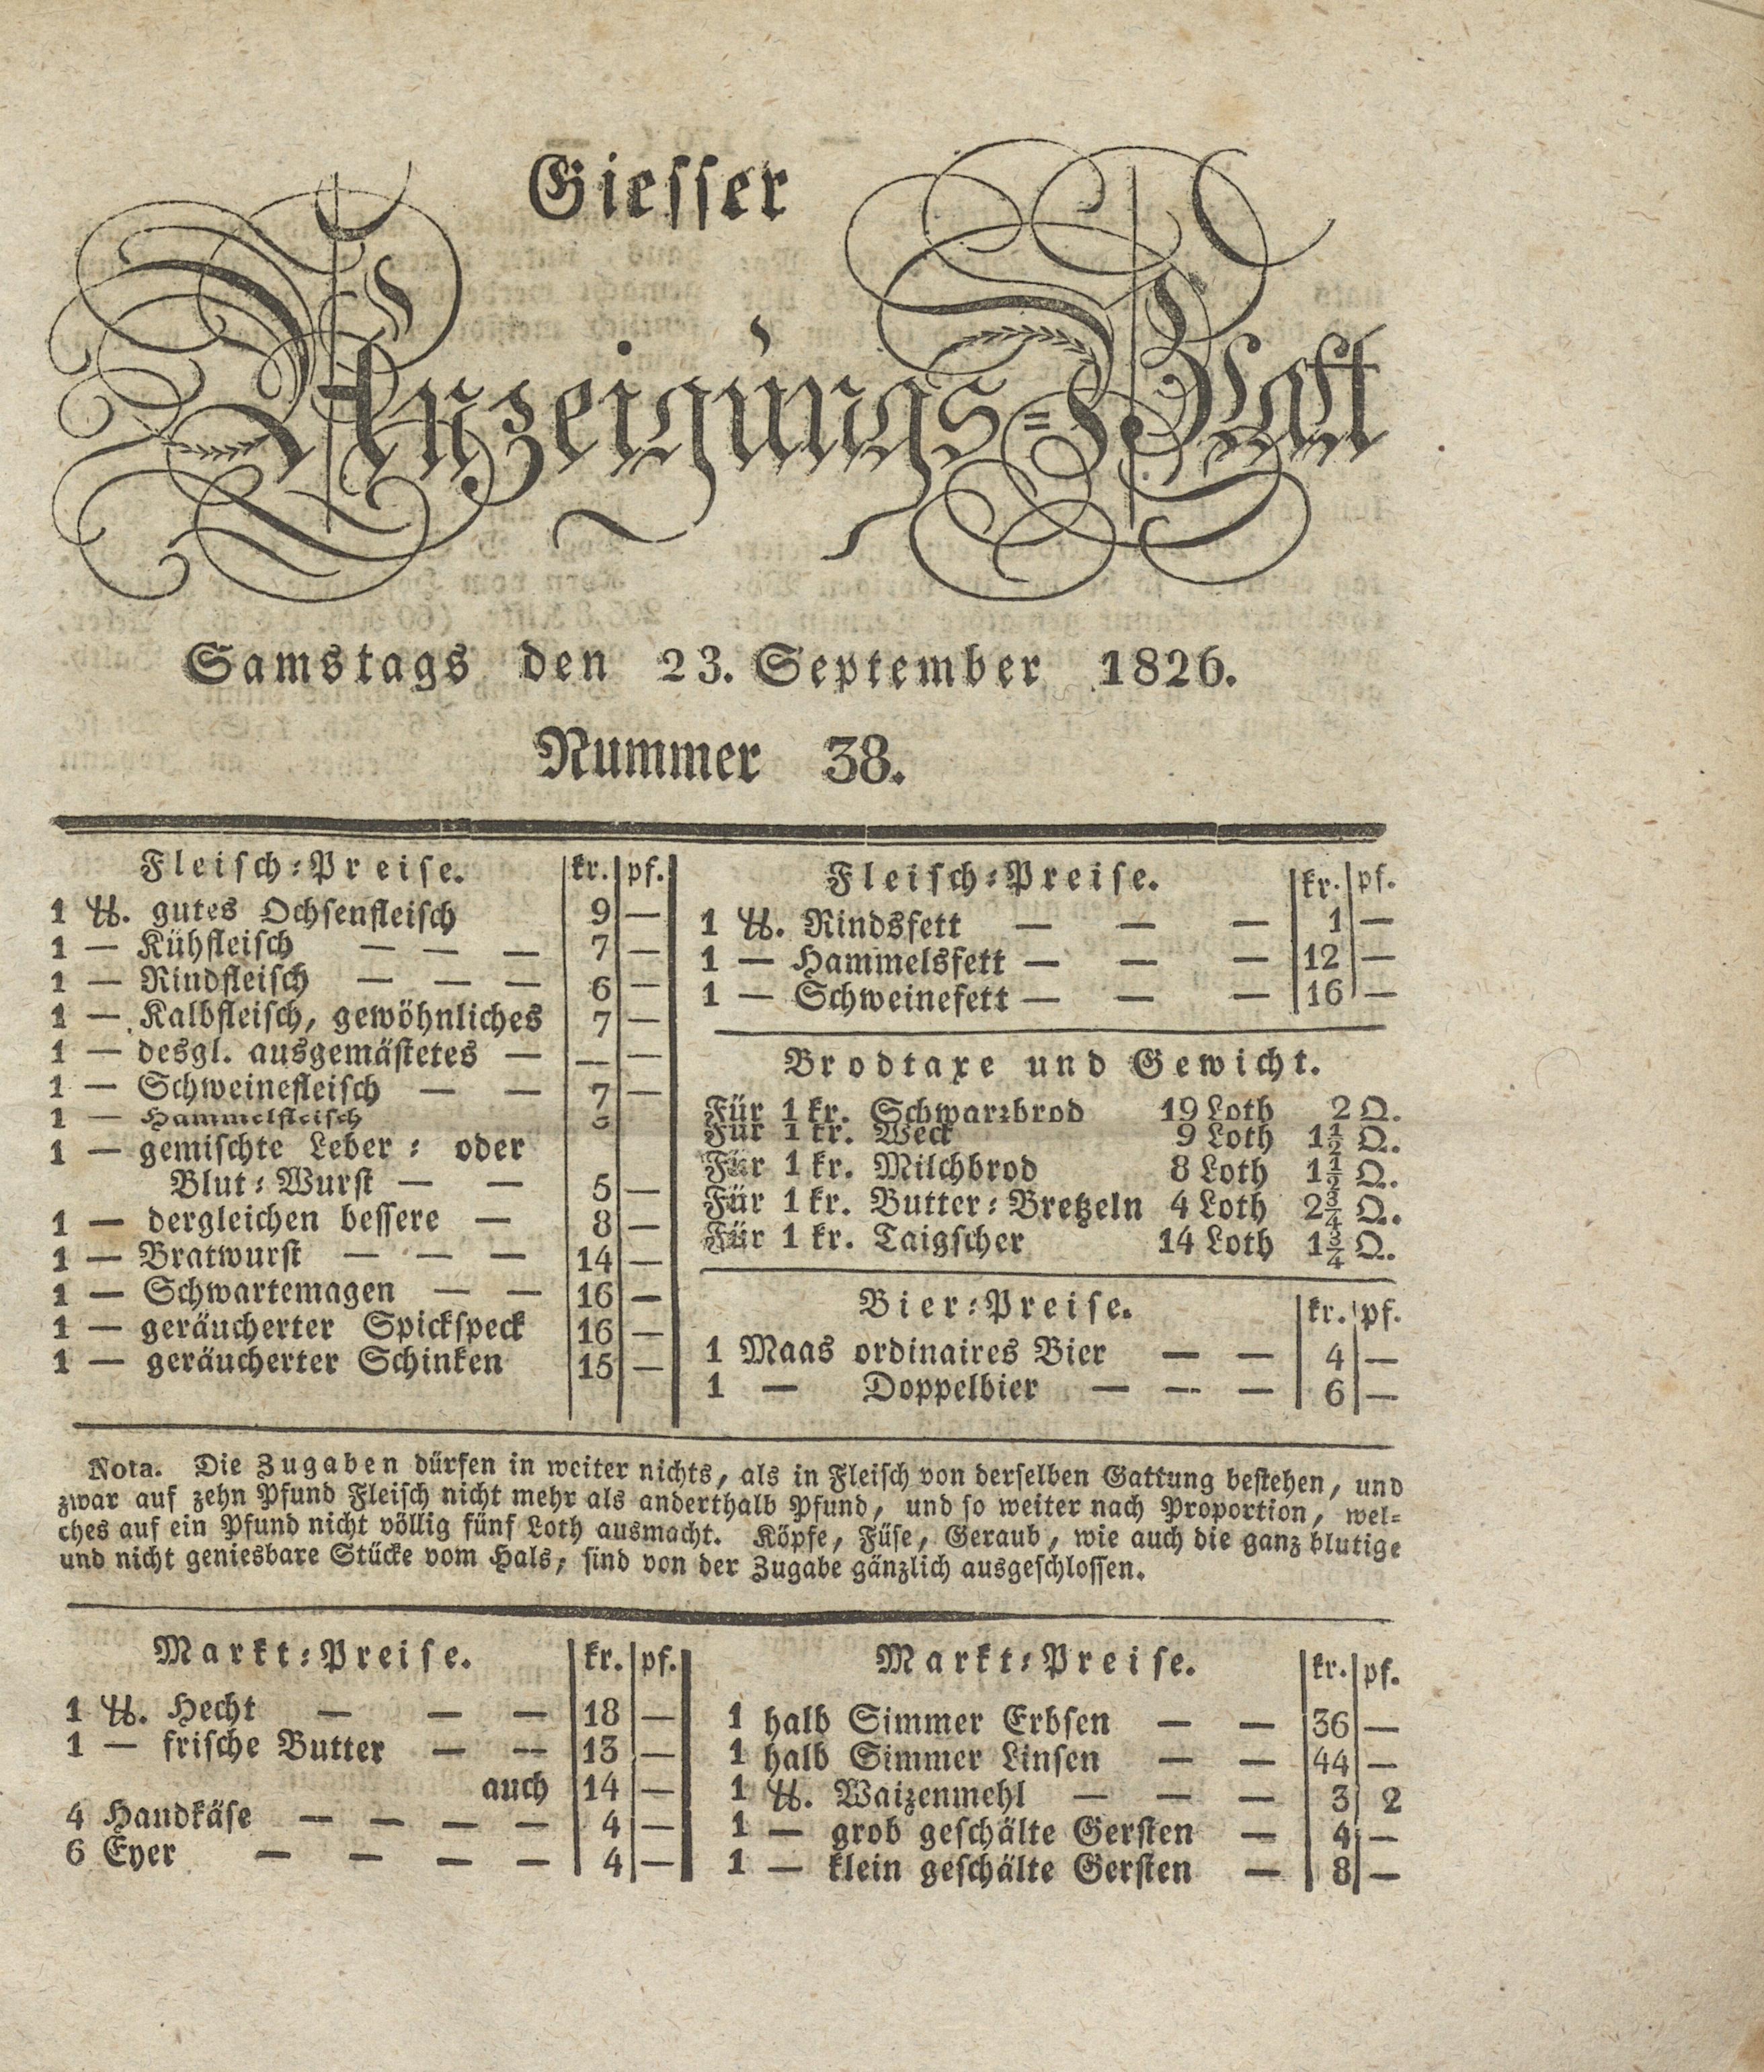 Giesser
Anzeigungs=Blatt
Samstags den 23. September 1826.
Nummer 38.
Fleisch=Preise. kr. pf.
1 ℔. gutes Ochsenfleisch 9 —
1 — Kühfleisch — — — 7 —
1 — Rindfleisch — — — 6 —
1 — Kalbfleisch, gewöhnliches 7 —
1 — desgl. ausgemästetes — — —
1 — Schweinefleisch — — 7 —
1 — Hammelfleisch
1 — gemischte Leber= oder
Blut=Wurst — — 5 —
1 — dergleichen bessere — 8 —
1 — Bratwurst — — — 14 —
1 — Schwartemagen — — 16 —
1 — geräucherter Spickspeck 16 —
1 — geräucherter Schinken 15 —
Fleisch=Preise. kr. pf.
1 ℔. Rindsfett — — — 1 —
1 — Hammelsfett — — — 12 —
1 — Schweinefett — — — 16 —
Brodtaxe und Gewicht.
Für 1 kr. Schwarzbrod 19 Loth 2 Q.
Für 1 kr. Weck 9 Loth 1½ Q.
Für 1 kr. Milchbrod 8 Loth 1½ Q.
Für 1 kr. Butter=Bretzeln 4 Loth 2¾ Q.
Für 1 kr. Taigscher 14 Loth 1¾ Q.
Bier=Preise. kr. pf.
1 Maas ordinaires Bier — — 4 —
1 — Doppelbier — — — 6 —
Nota. Die Zugaben dürfen in weiter nichts, als in Fleisch von derselben Gattung bestehen, und
zwar auf zehn Pfund Fleisch nicht mehr als anderthalb Pfund, und so weiter nach Proportion, wel=
ches auf ein Pfund nicht völlig fünf Loth ausmacht. Köpfe, Füse, Geraub, wie auch die ganz blutige
und nicht geniesbare Stücke vom Hals, sind von der Zugabe gänzlich ausgeschlossen.
Markt=Preise. kr. pf.
1 ℔. Hecht — — — 18 —
1 — frische Butter — — 13 —
auch 14 —
4 Handkäse — — — — 4 —
6 Eyer — — — — 4 —
Markt=Preise. kr. pf.
1 halb Simmer Erbsen — — 36 —
1 halb Simmer Linsen — — 44 —
1 ℔. Waizenmehl — — — 3 2
1 — grob geschälte Gersten — 4 —
1 — klein geschälte Gersten — 8 —